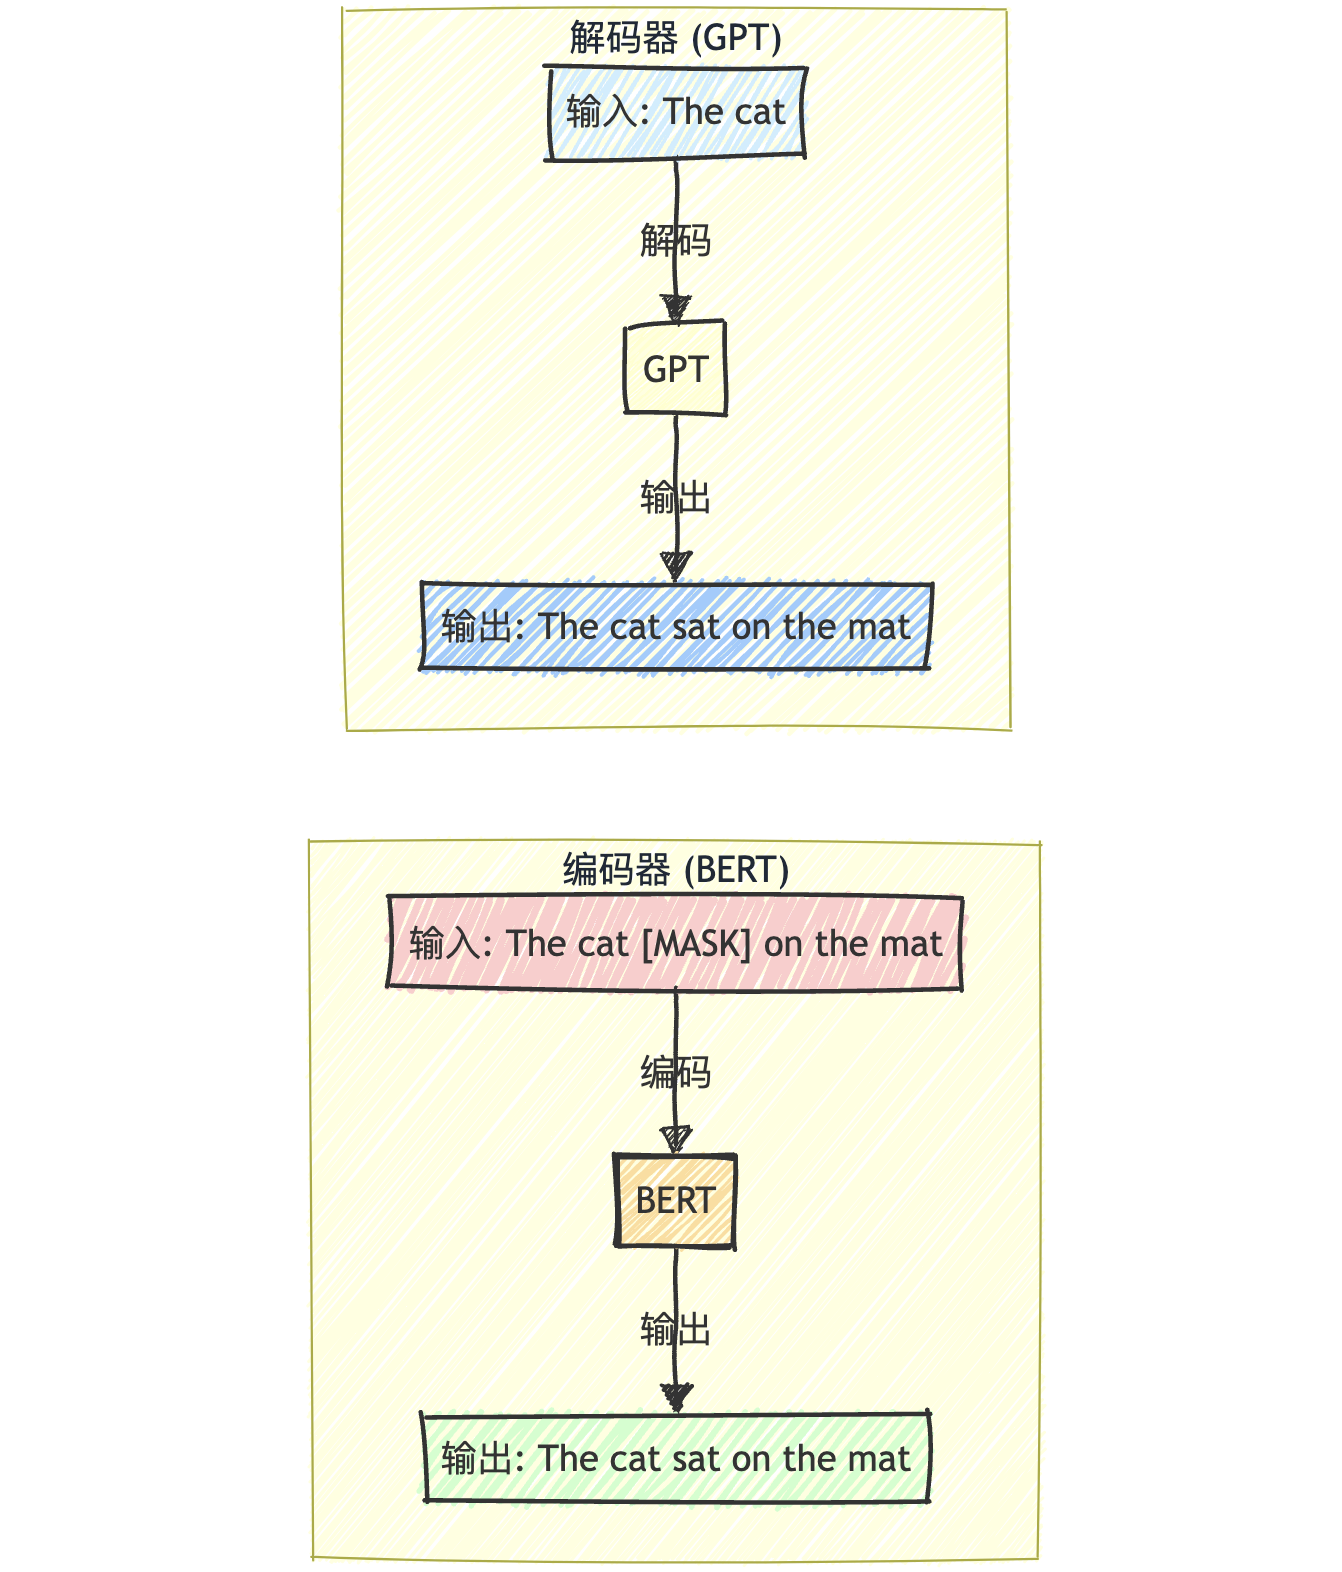 解码器 (GPT)
输入: The cat
解码
GPT
输出
输出: The cat sat on the mat
编码器 (BERT)
输入: The cat [MASK] on the mat
编码
BERT
输出
输出: The cat sat on the mat